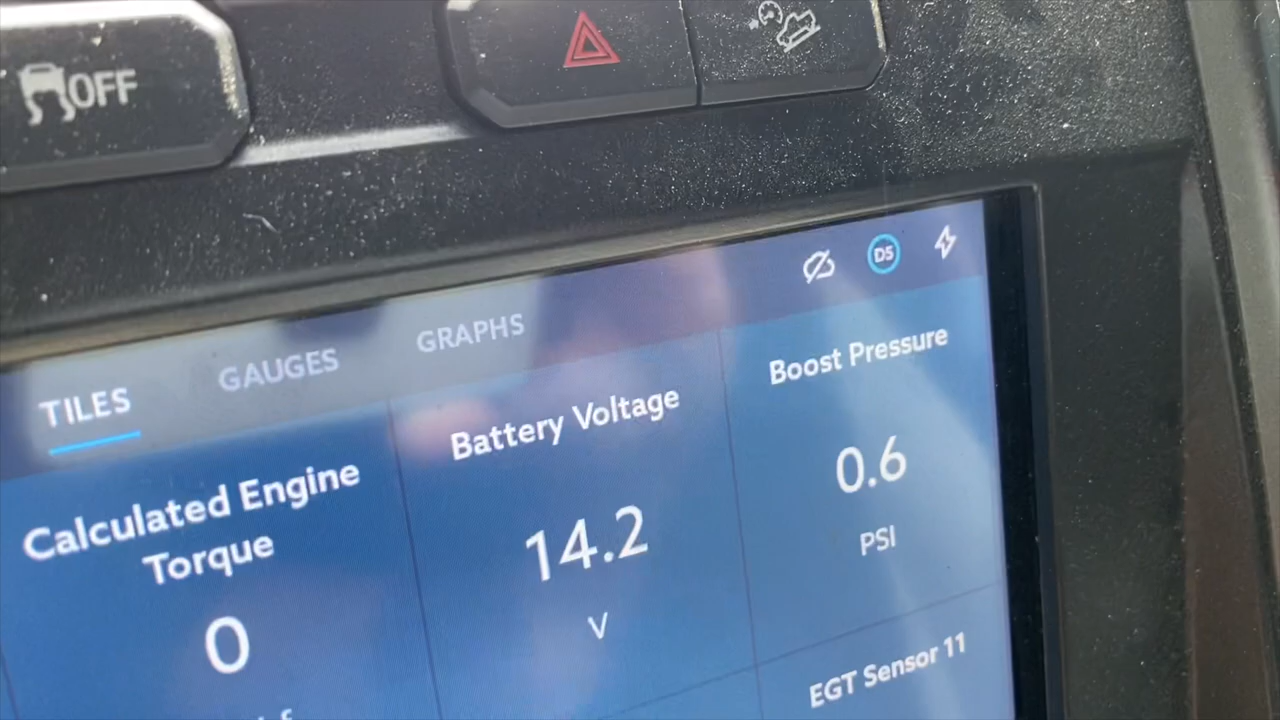 OFF
D5
TILES
GAUGES
GRAPHS
Calculated Engine
Torque
0
Battery Voltage
14.2
V
Boost Pressure
0.6
PSI
EGT Sensor 11